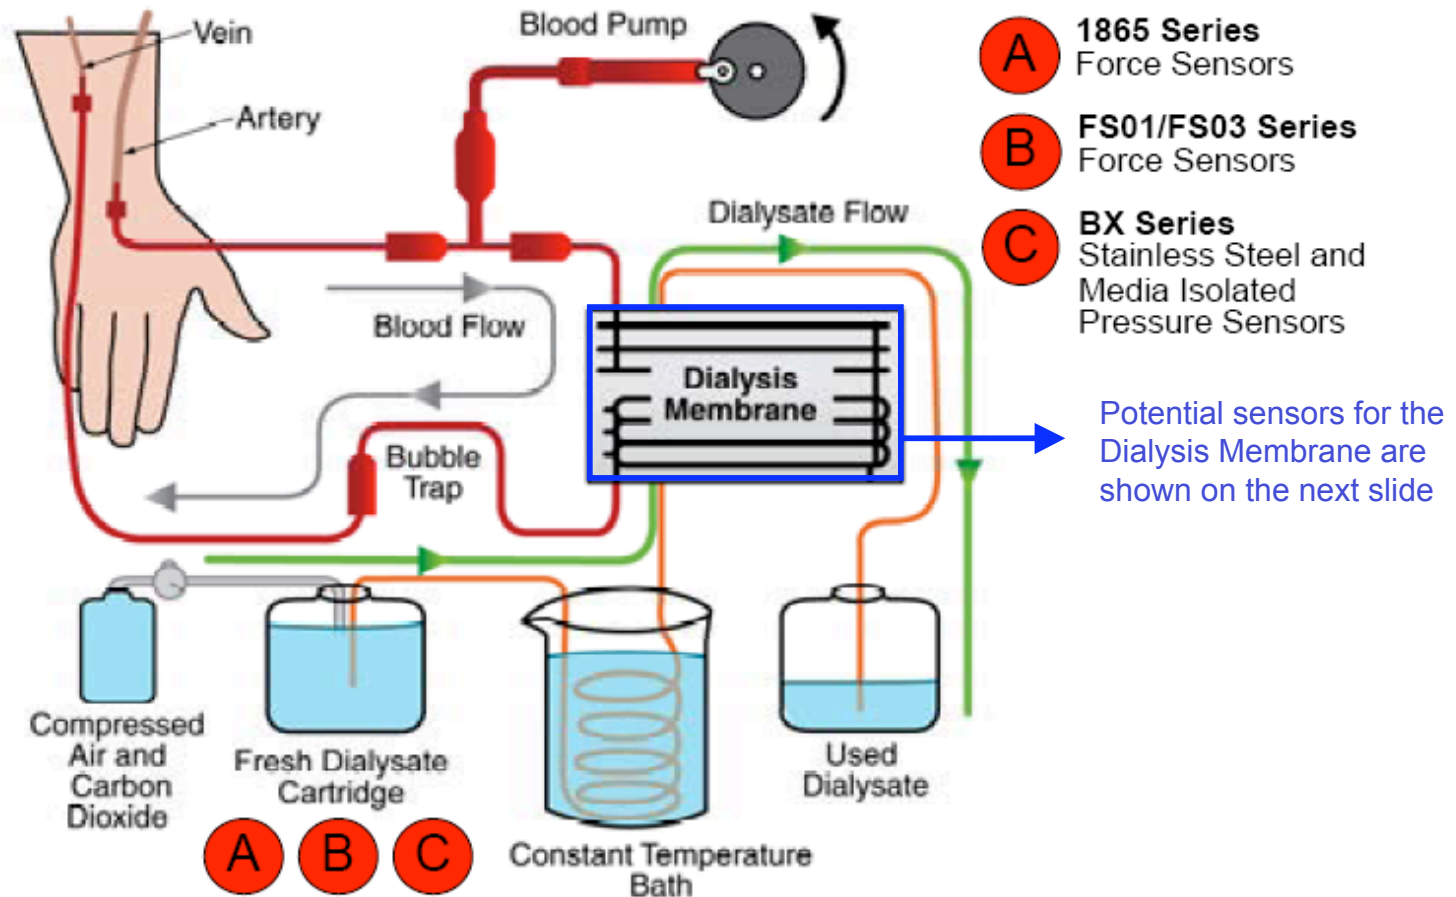 Vein
Artery
Blood Pump
A
1865 Series
Force Sensors
B
FS01/FS03 Series
Force Sensors
C
BX Series
Stainless Steel and
Media Isolated
Pressure Sensors
Dialysate Flow
Blood Flow
Dialysis
Membrane
Potential sensors for the
Dialysis Membrane are
shown on the next slide
Bubble
Trap
Compressed
Air and
Carbon
Dioxide
Fresh Dialysate
Cartridge
A B C
Constant Temperature
Bath
Used
Dialysate